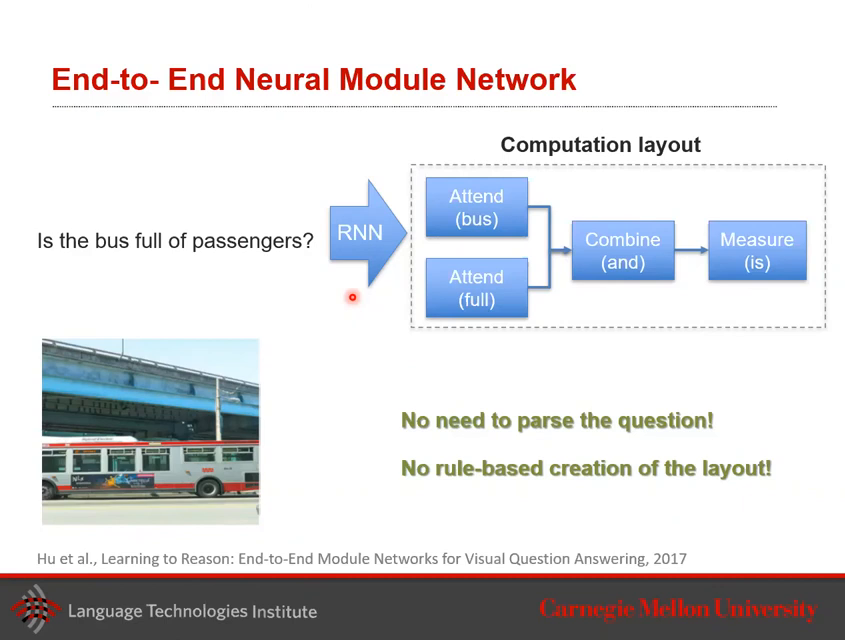 End-to- End Neural Module Network
Computation layout
Is the bus full of passengers?
RNN
Attend
(bus)
Attend
(full)
Combine
(and)
Measure
(is)
No need to parse the question!
No rule-based creation of the layout!
Hu et al., Learning to Reason: End-to-End Module Networks for Visual Question Answering, 2017
Language Technologies Institute
Carnegie Mellon University